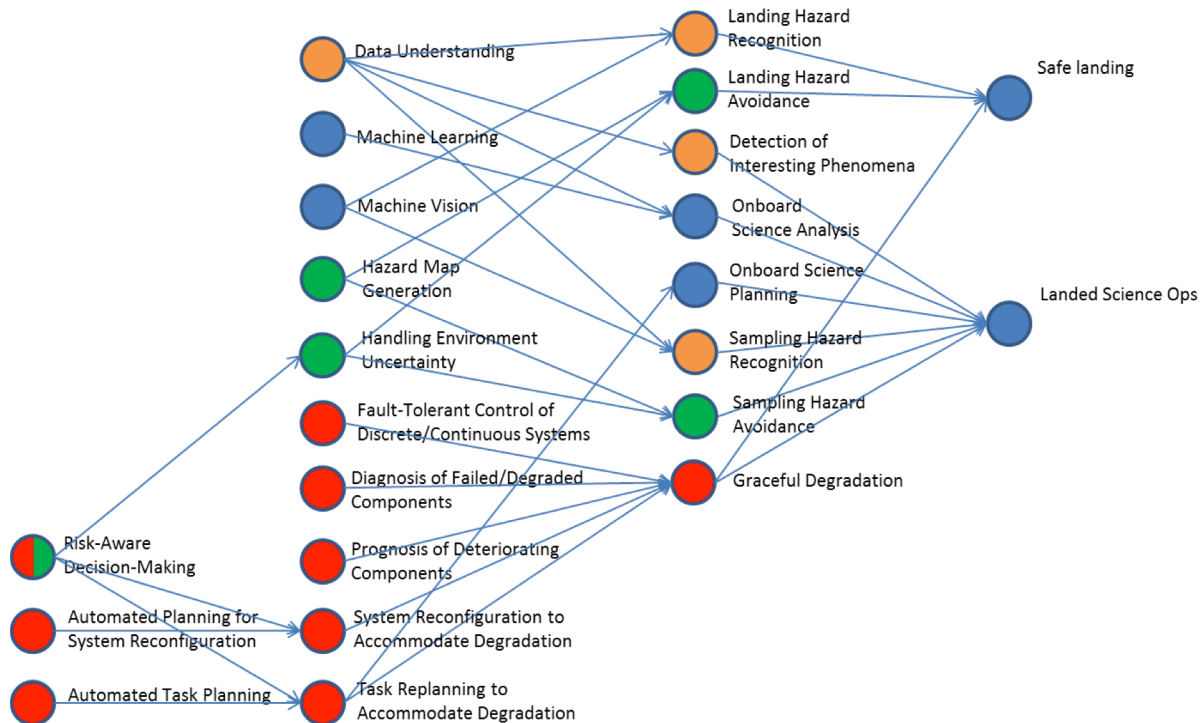 Data Understanding
Machine Learning
Machine Vision
Hazard Map
Generation
Handling Environment
Uncertainty
Fault-Tolerant Control of
Discrete/Continuous Systems
Diagnosis of Failed/Degraded
Components
Prognosis of Deteriorating
Components
System Reconfiguration to
Accommodate Degradation
Task Replanning to
Accommodate Degradation
Risk-Aware
Decision-Making
Automated Planning for
System Reconfiguration
Automated Task Planning
Landing Hazard
Recognition
Landing Hazard
Avoidance
Detection of
Interesting Phenomena
Onboard
Science Analysis
Onboard Science
Planning
Sampling Hazard
Recognition
Sampling Hazard
Avoidance
Graceful Degradation
Safe landing
Landed Science Ops